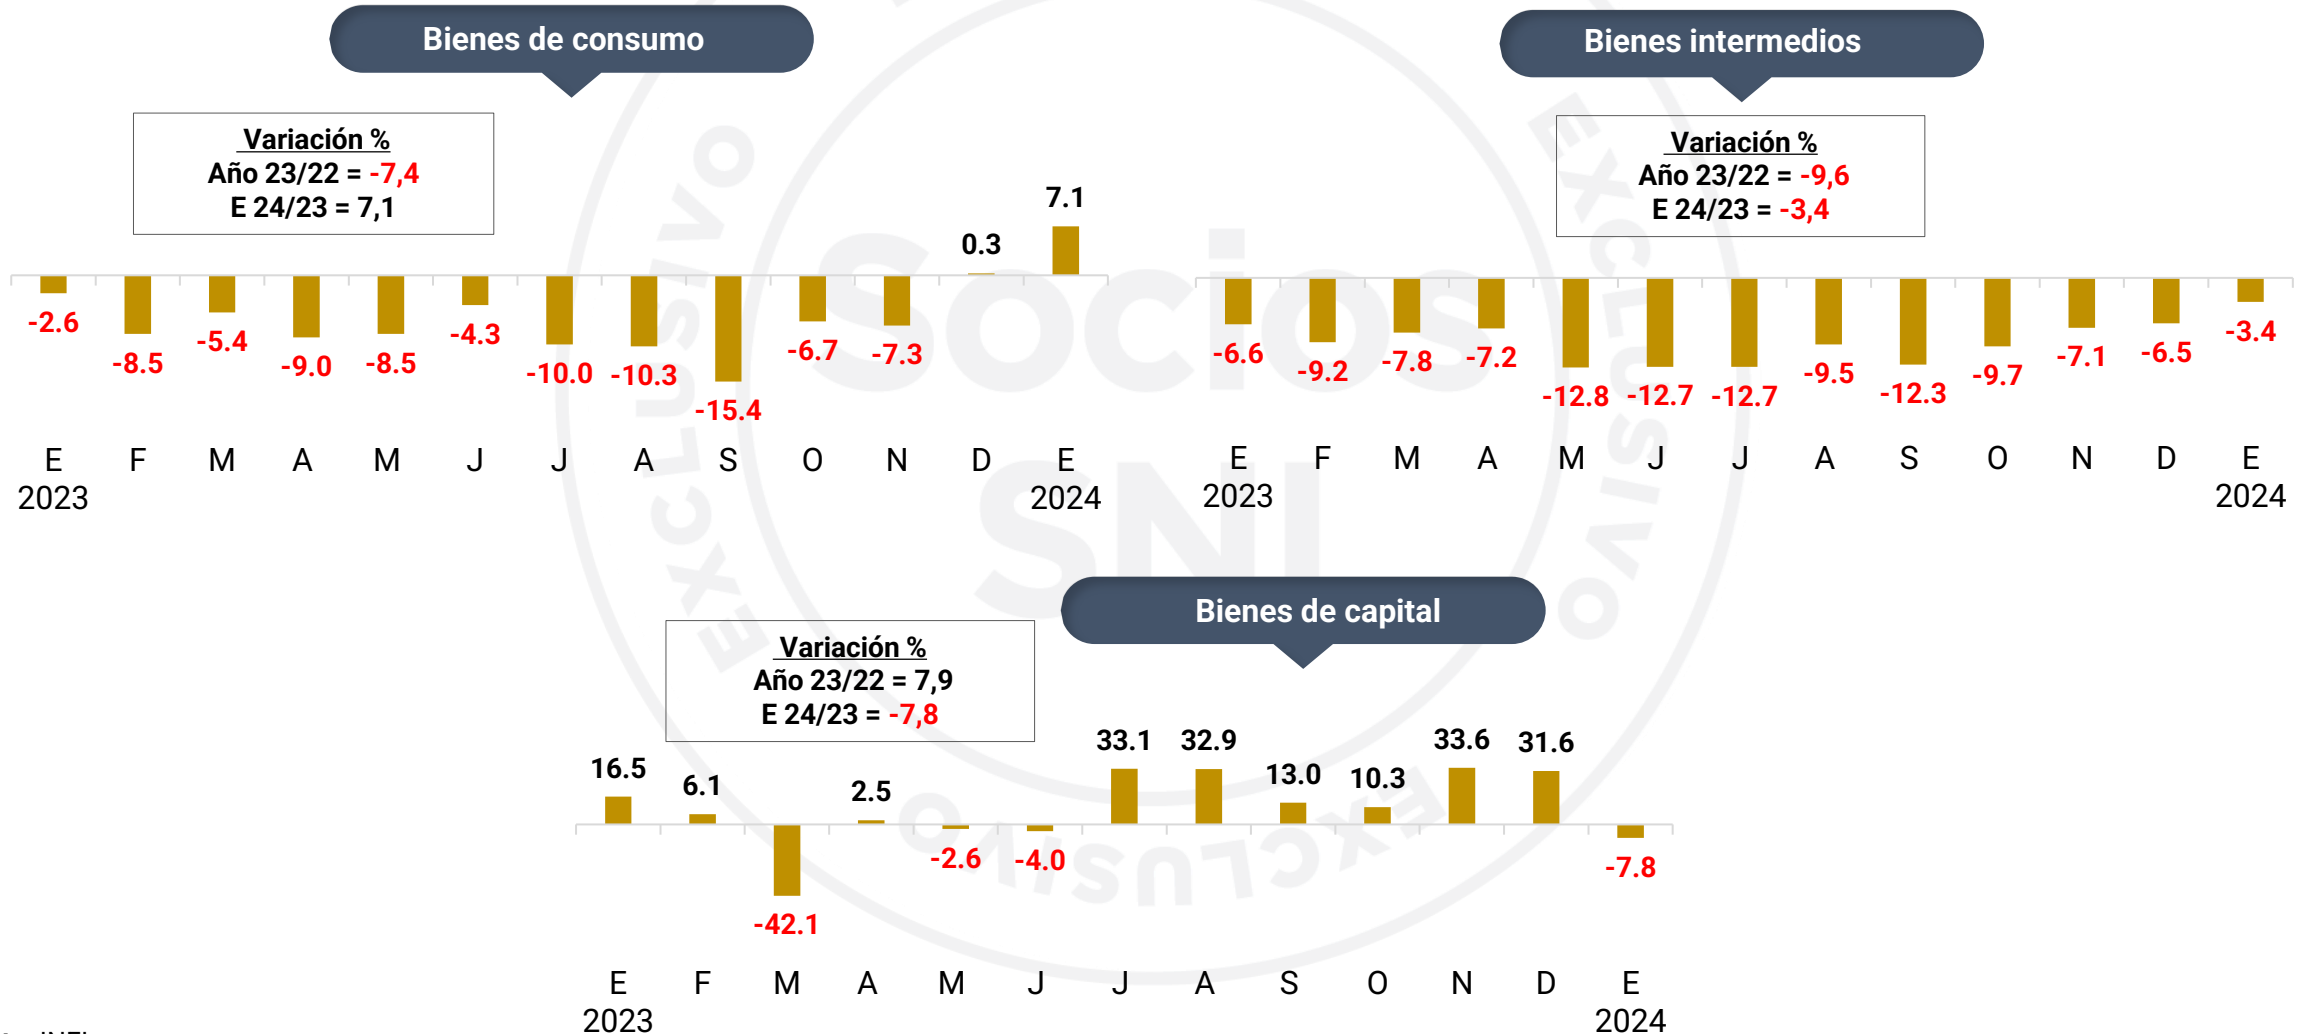 Bienes de consumo
Variación %
Año 23/22 = -7,4
E 24/23 = 7,1
-2.6 -8.5 -5.4 -9.0 -8.5 -4.3 -10.0 -10.3 -15.4 -6.7 -7.3 0.3 7.1
E F M A M J J A S O N D E
2023 2024
Bienes intermedios
Variación %
Año 23/22 = -9,6
E 24/23 = -3,4
-6.6 -9.2 -7.8 -7.2 -12.8 -12.7 -12.7 -9.5 -12.3 -9.7 -7.1 -6.5 -3.4
E F M A M J J A S O N D E
2023 2024
Bienes de capital
Variación %
Año 23/22 = 7,9
E 24/23 = -7,8
16.5 6.1 -42.1 2.5 -2.6 -4.0 33.1 32.9 13.0 10.3 33.6 31.6 -7.8
E F M A M J J A S O N D E
2023 2024
Socios
SNI
EXCLUSIVO
EXCLUSIVO
EXCLUSIVO